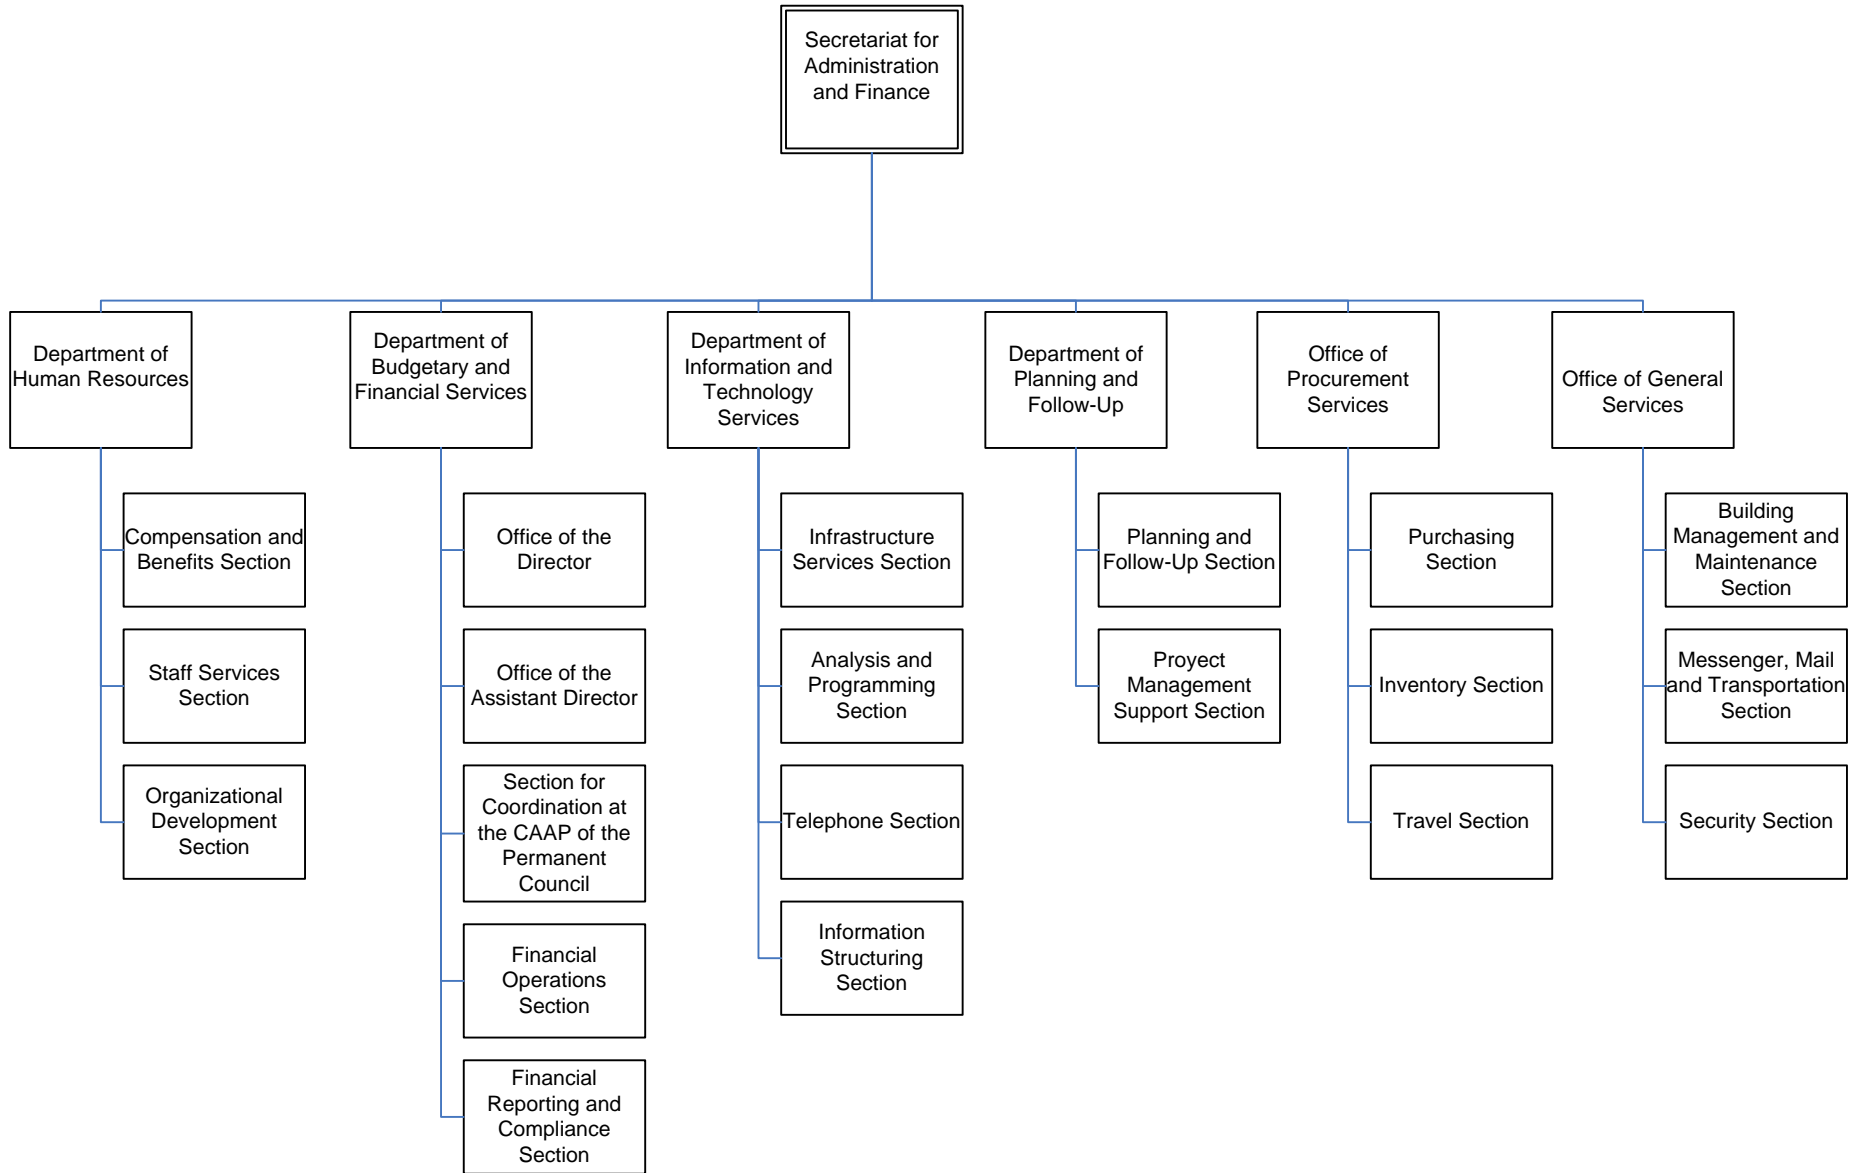 Secretariat for
Administration
and Finance
Department of
Human Resources
Department of
Budgetary and
Financial Services
Department of
Information and
Technology
Services
Department of
Planning and
Follow-Up
Office of
Procurement
Services
Office of General
Services
Compensation and
Benefits Section
Staff Services
Section
Organizational
Development
Section
Office of the
Director
Office of the
Assistant Director
Section for
Coordination at
the CAAP of the
Permanent
Council
Financial
Operations
Section
Financial
Reporting and
Compliance
Section
Infrastructure
Services Section
Analysis and
Programming
Section
Telephone Section
Information
Structuring
Section
Planning and
Follow-Up Section
Proyect
Management
Support Section
Purchasing
Section
Inventory Section
Travel Section
Building
Management and
Maintenance
Section
Messenger, Mail
and Transportation
Section
Security Section